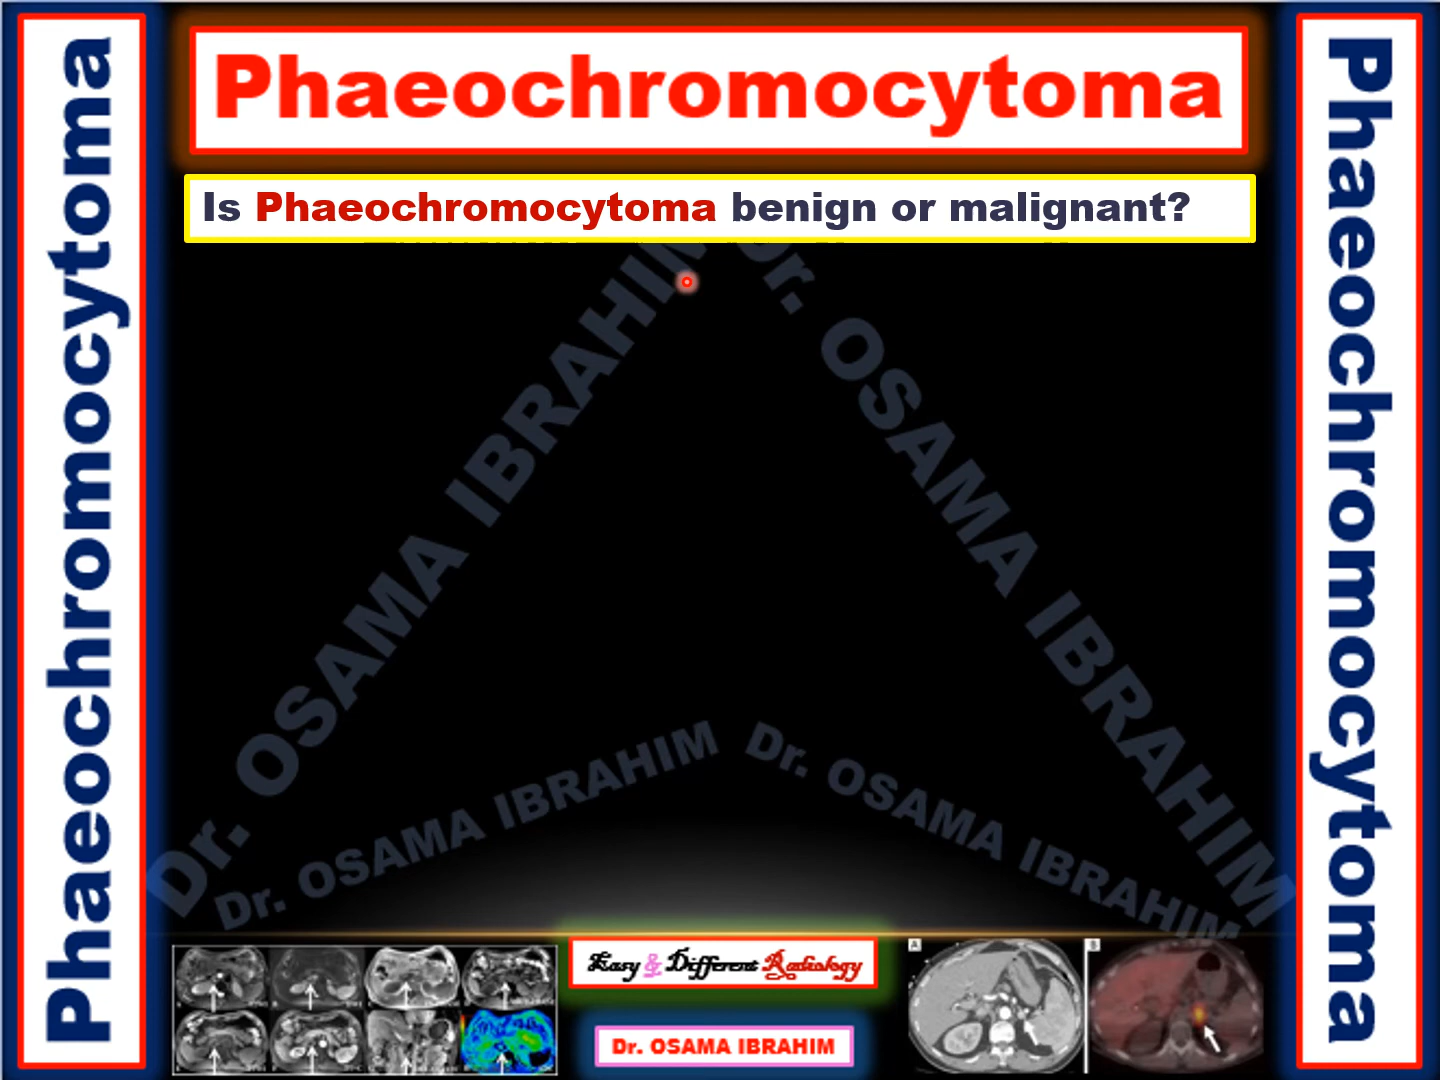 Phaeochromocytoma
Phaeochromocytoma
Is Phaeochromocytoma benign or malignant?
Dr. OSAMA IBRAHIM
Dr. OSAMA IBRAHIM
Dr. OSAMA IBRAHIM
Dr. OSAMA IBRAHIM
Easy & Different Radiology
Dr. OSAMA IBRAHIM
A
B
Phaeochromocytoma